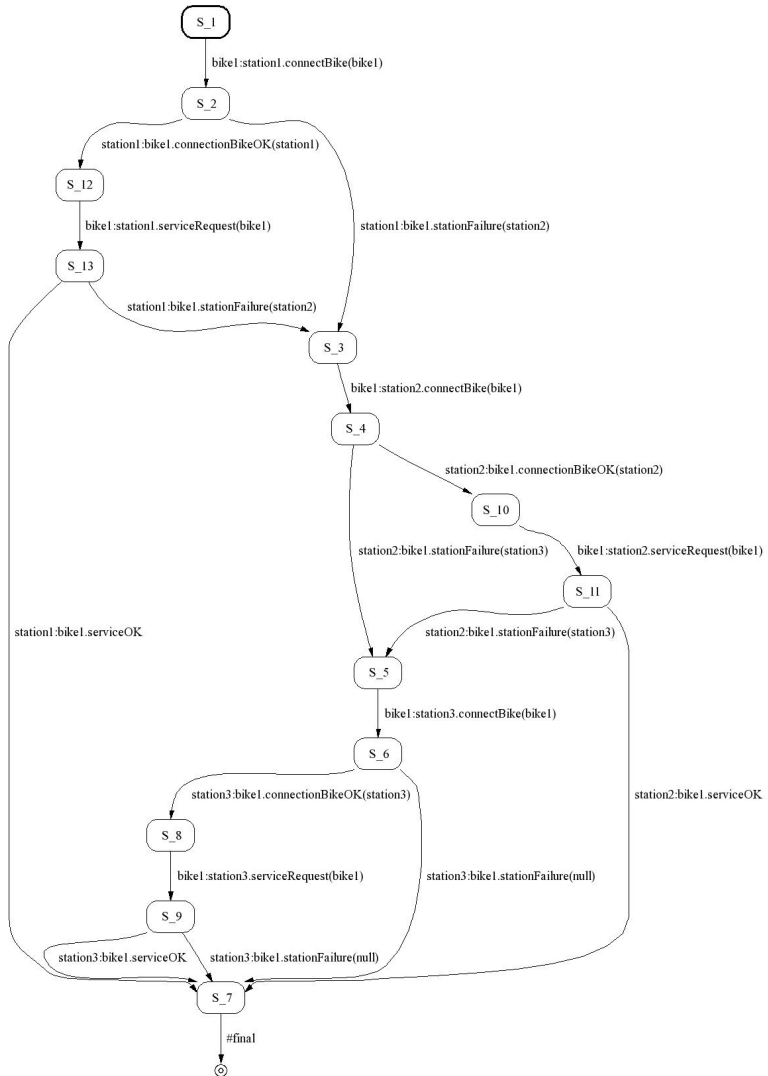 S_1
bike1:station1.connectBike(bike1)
S_2
station1:bike1.connectionBikeOK(station1)
S_12
bike1:station1.serviceRequest(bike1)
station1:bike1.stationFailure(station2)
S_13
station1:bike1.stationFailure(station2)
S_3
bike1:station2.connectBike(bike1)
S_4
station2:bike1.connectionBikeOK(station2)
S_10
station2:bike1.stationFailure(station3)
bike1:station2.serviceRequest(bike1)
S_11
station1:bike1.serviceOK
station2:bike1.stationFailure(station3)
S_5
bike1:station3.connectBike(bike1)
S_6
station3:bike1.connectionBikeOK(station3)
station2:bike1.serviceOK
S_8
bike1:station3.serviceRequest(bike1)
station3:bike1.stationFailure(null)
S_9
station3:bike1.serviceOK
station3:bike1.stationFailure(null)
S_7
#final